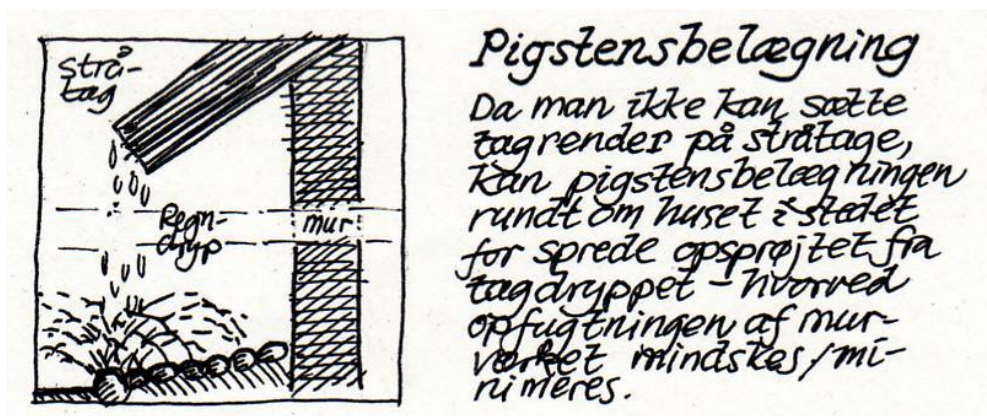 strå-
tag
Regn-
dryp
mur
Pigstensbelægning
Da man ikke kan sætte
tagrender på stråtage,
kan pigstensbelægningen
rundt om huset i stedet
for sprede opsprøjtet fra
tagdryppet - hvorved
opfugtningen af mur-
værket mindskes/mi-
nimeres.